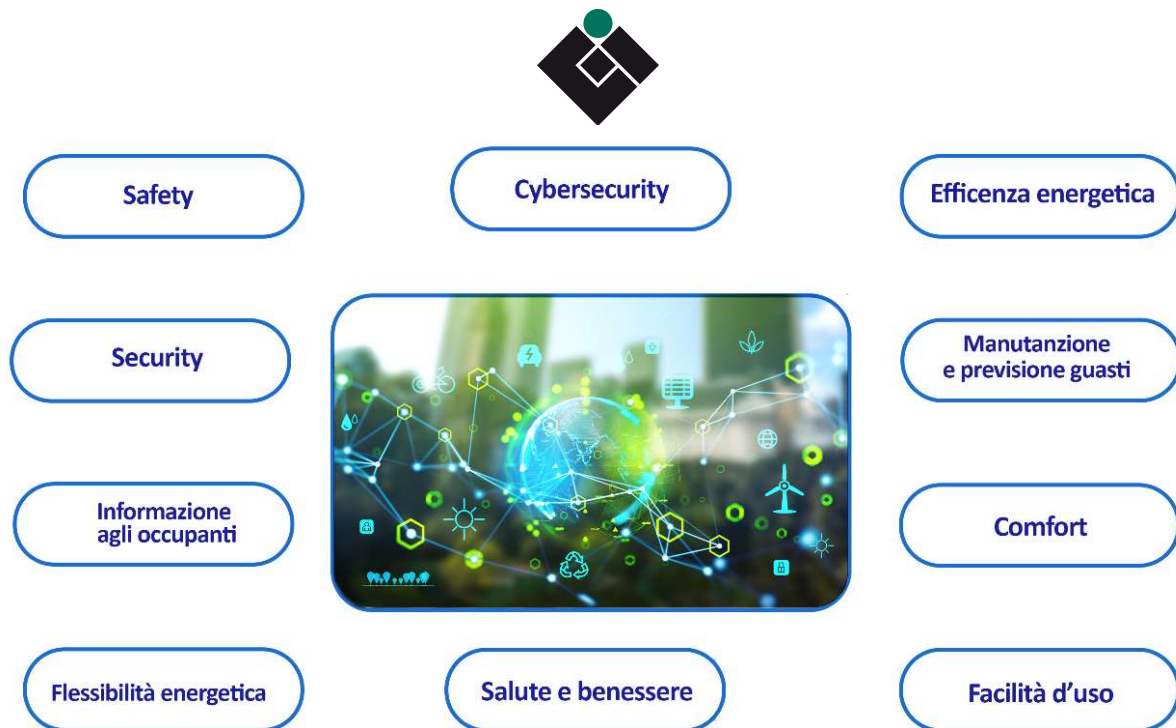 Safety
Cybersecurity
Efficenza energetica
Security
Manutanzione
e previsione guasti
Informazione
agli occupanti
Comfort
Flessibilità energetica
Salute e benessere
Facilità d'uso